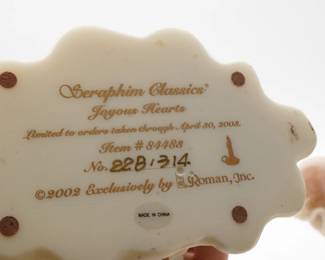 Seraphim Classics®
Joyous Hearts
Limited to orders taken through April 30, 2003.
Item # 84488
No. 2281314
©2002 Exclusively by Roman, Inc.
MADE IN CHINA